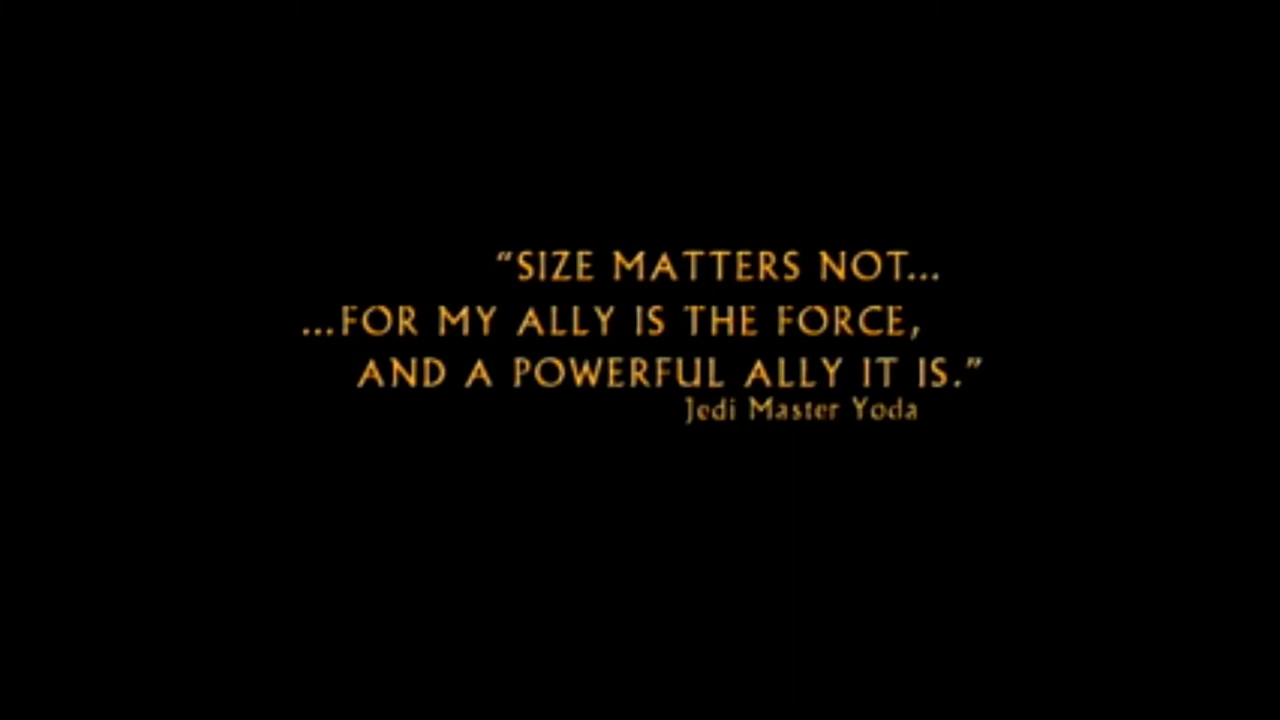 “SIZE MATTERS NOT...
...FOR MY ALLY IS THE FORCE,
AND A POWERFUL ALLY IT IS.”
Jedi Master Yoda